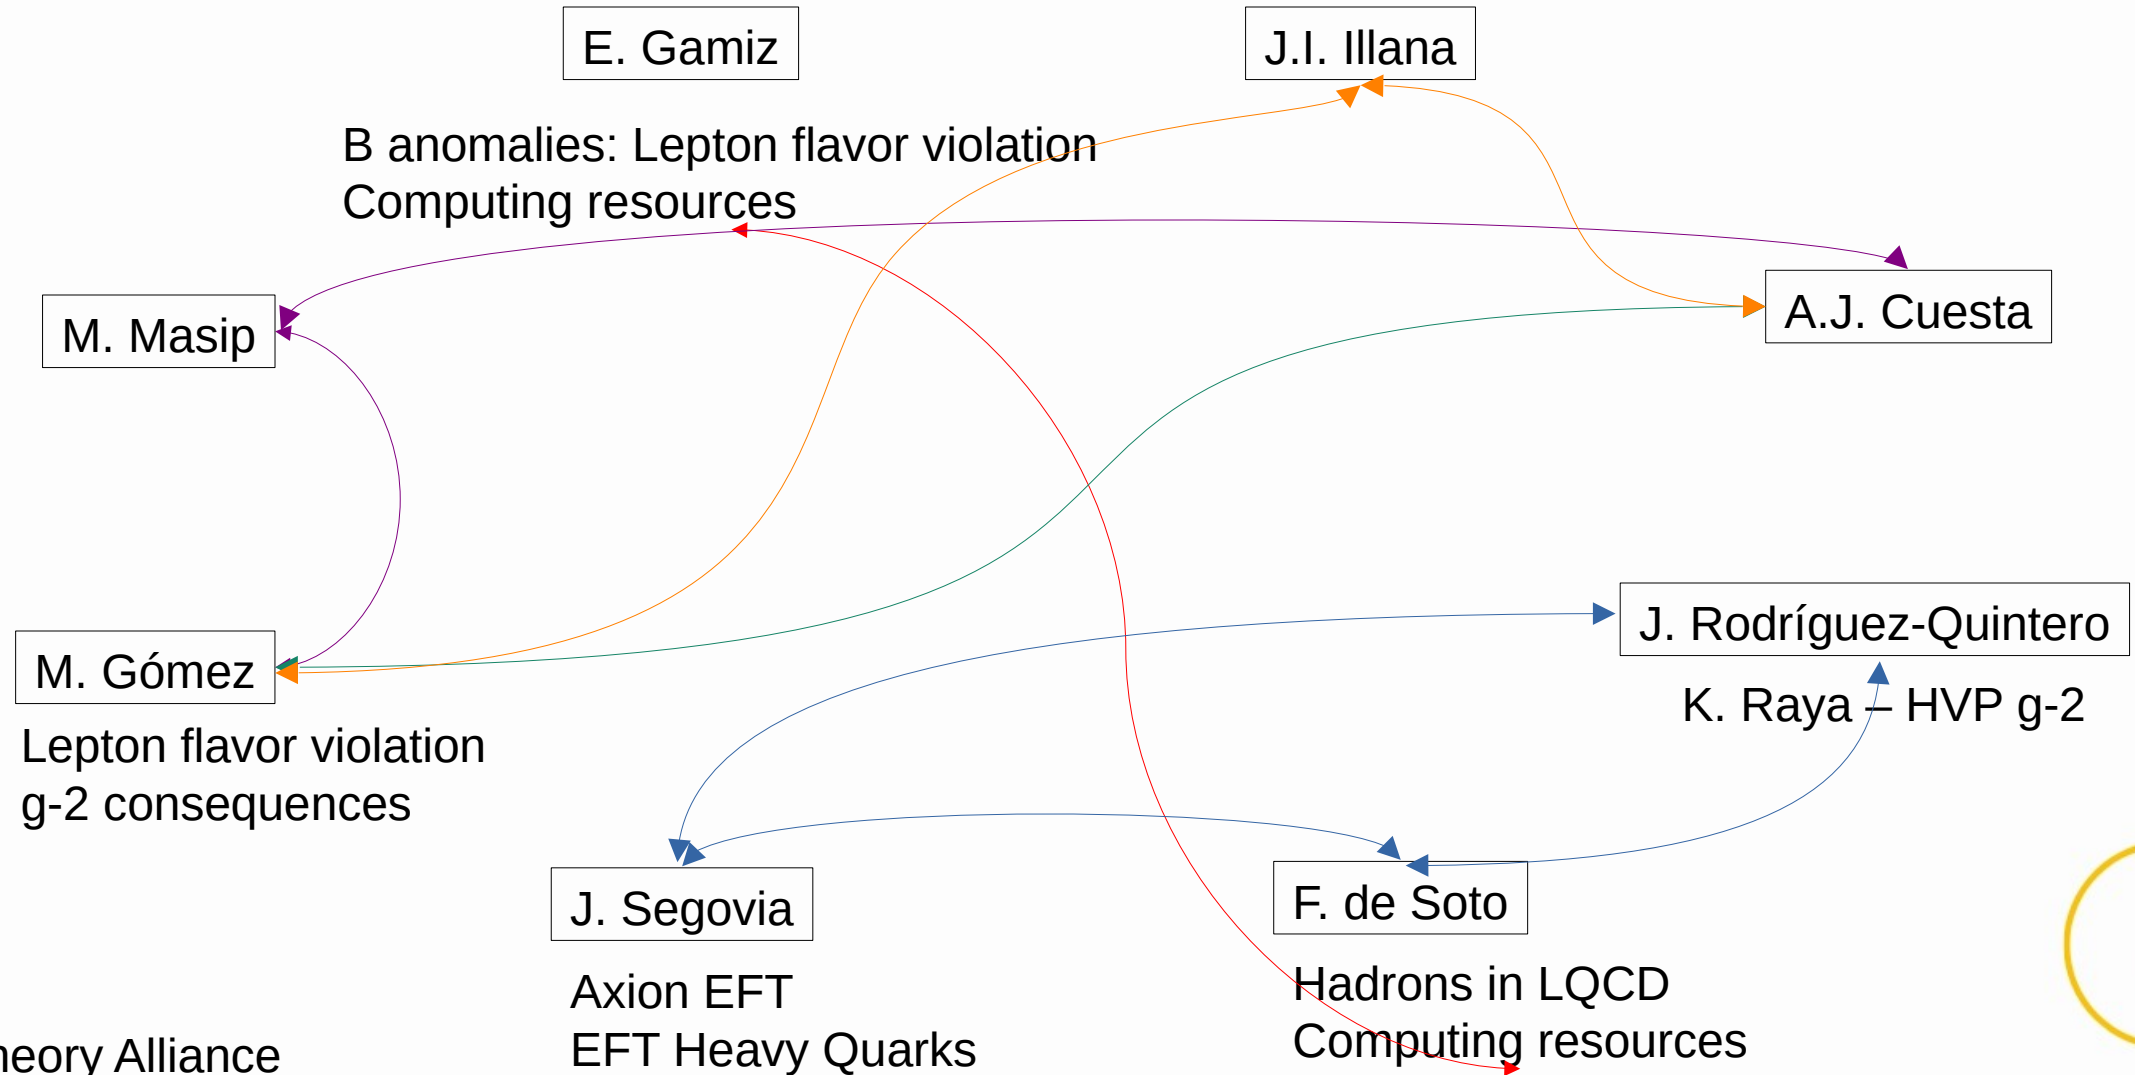 E. Gamiz
J.I. Illana
B anomalies: Lepton flavor violation
Computing resources
M. Masip
A.J. Cuesta
M. Gómez
Lepton flavor violation
g-2 consequences
J. Rodríguez-Quintero
K. Raya – HVP g-2
J. Segovia
Axion EFT
EFT Heavy Quarks
F. de Soto
Hadrons in LQCD
Computing resources
Alliance